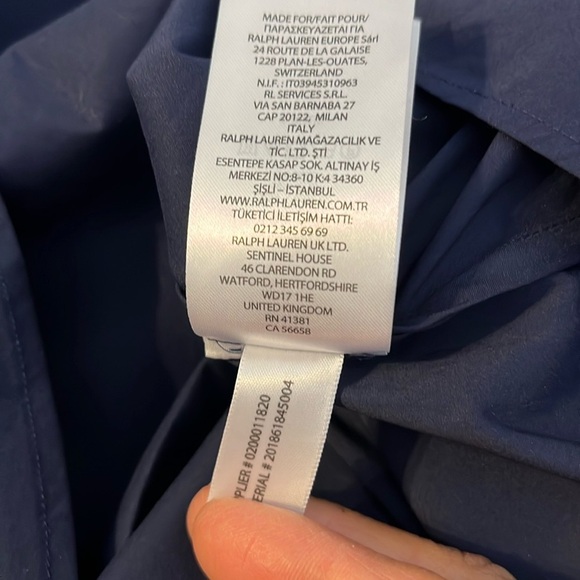 MADE FOR/FAIT POUR/
ΠΑΡΑΣΚΕΥΑΖΕΤΑΙ ΓΙΑ
RALPH LAUREN EUROPE Sàrl
24 ROUTE DE LA GALAISE
1228 PLAN-LES-OUATES,
SWITZERLAND
N.I.F. : IT03945310963
RL SERVICES S.R.L.
VIA SAN BARNABA 27
CAP 20122, MILAN
ITALY
RALPH LAUREN MAĞAZACILIK VE
TİC. LTD. ŞTİ
ESENTEPE KASAP SOK. ALTINAY İŞ
MERKEZİ NO:8-10 K:4 34360
ŞİŞLİ – İSTANBUL
WWW.RALPHLAUREN.COM.TR
TÜKETİCİ İLETİŞİM HATTI:
0212 345 69 69
RALPH LAUREN UK LTD.
SENTINEL HOUSE
46 CLARENDON RD
WATFORD, HERTFORDSHIRE
WD17 1HE
UNITED KINGDOM
RN 41381
CA 56658
PLIER # 0200011820
ERIAL # 201861845004